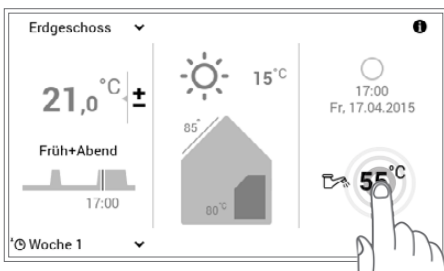 Erdgeschoss
i
21,0 °C ±
Früh+Abend
17:00
Woche 1
15°C
85°
80 °C
17:00
Fr, 17.04.2015
55°C